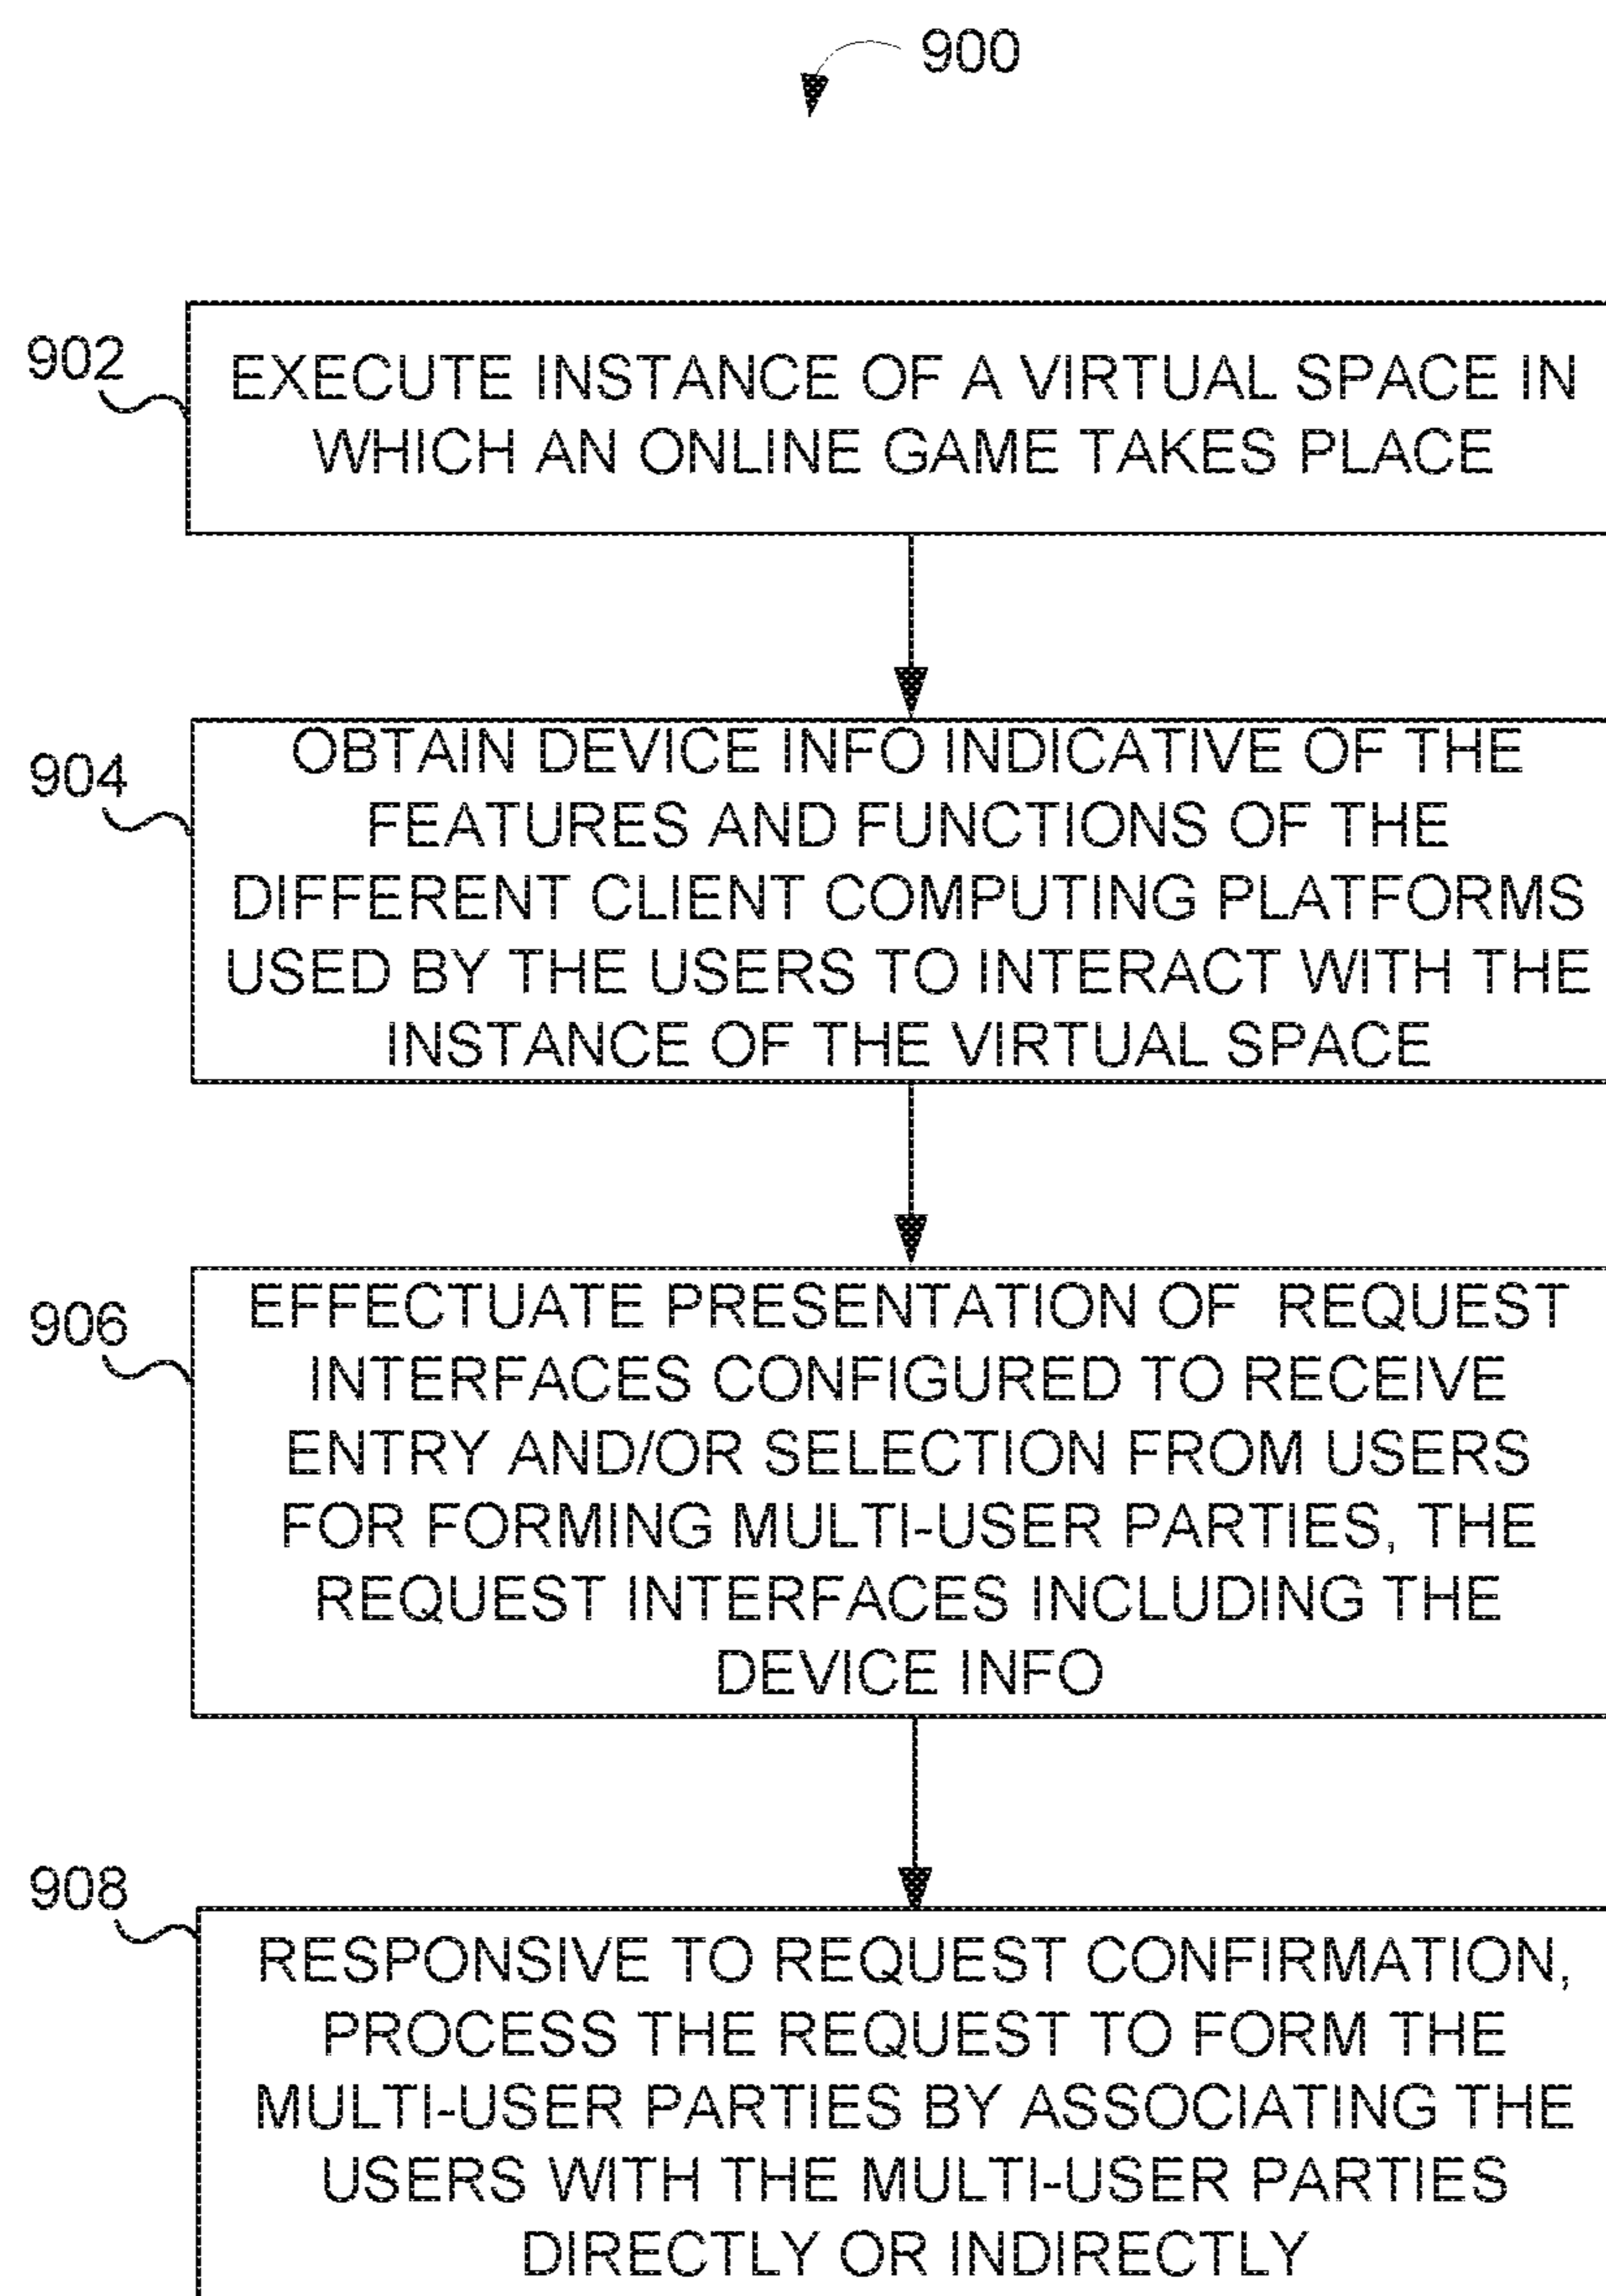 900
902
EXECUTE INSTANCE OF A VIRTUAL SPACE IN
WHICH AN ONLINE GAME TAKES PLACE
904
OBTAIN DEVICE INFO INDICATIVE OF THE
FEATURES AND FUNCTIONS OF THE
DIFFERENT CLIENT COMPUTING PLATFORMS
USED BY THE USERS TO INTERACT WITH THE
INSTANCE OF THE VIRTUAL SPACE
906
EFFECTUATE PRESENTATION OF REQUEST
INTERFACES CONFIGURED TO RECEIVE
ENTRY AND/OR SELECTION FROM USERS
FOR FORMING MULTI-USER PARTIES, THE
REQUEST INTERFACES INCLUDING THE
DEVICE INFO
908
RESPONSIVE TO REQUEST CONFIRMATION,
PROCESS THE REQUEST TO FORM THE
MULTI-USER PARTIES BY ASSOCIATING THE
USERS WITH THE MULTI-USER PARTIES
DIRECTLY OR INDIRECTLY